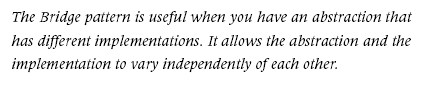 The Bridge pattern is useful when you have an abstraction that
has different implementations. It allows the abstraction and the
implementation to vary independently of each other.